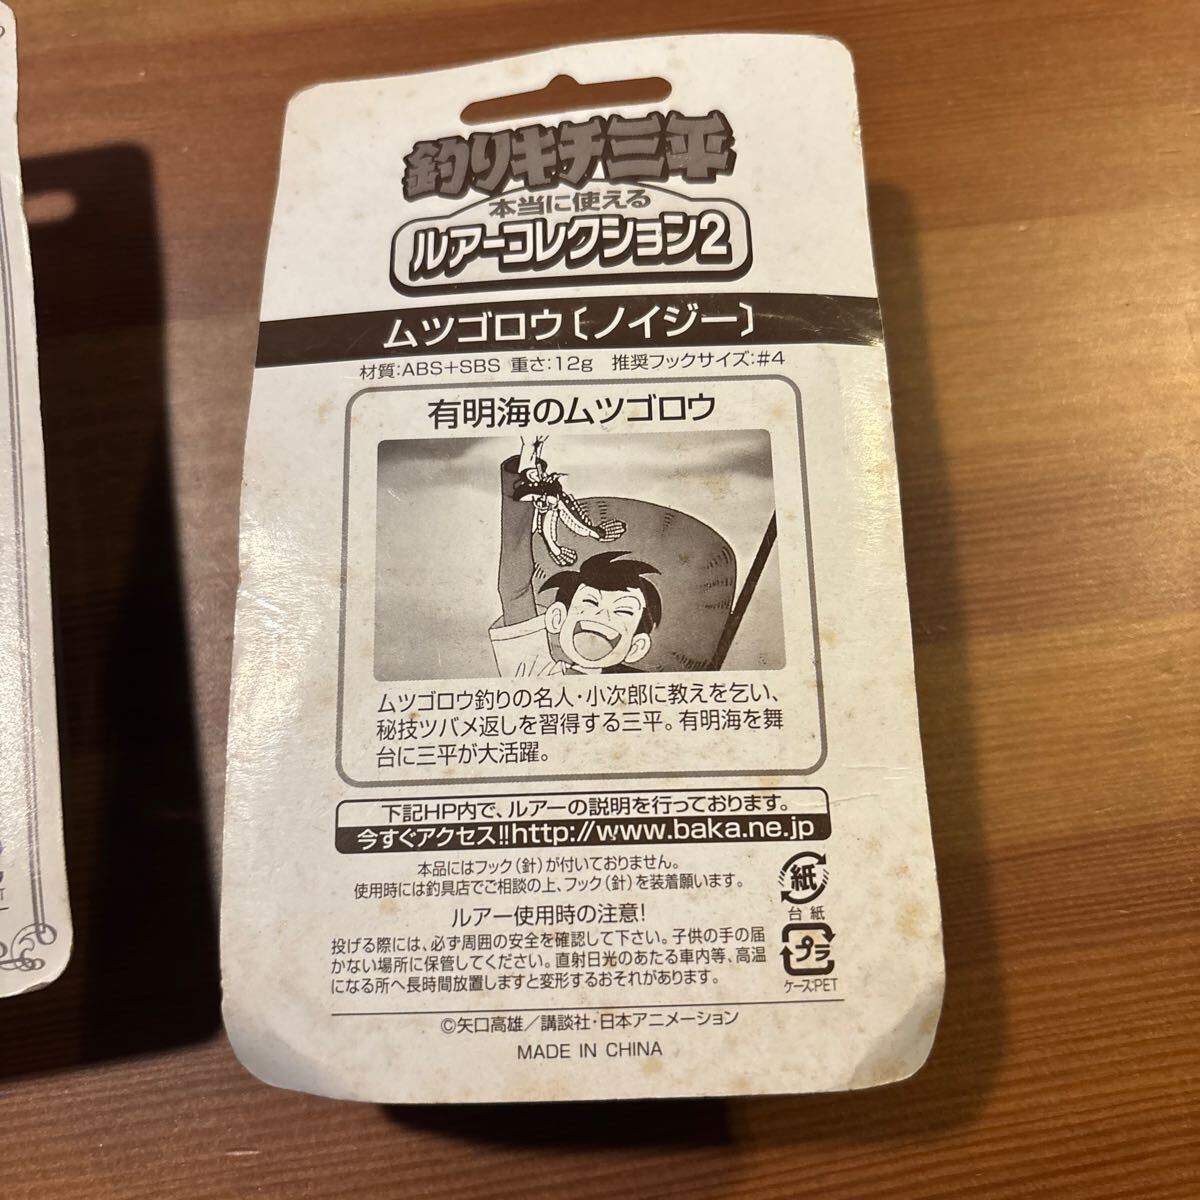 釣りキチ三平
本当に使える
ルアーコレクション2
ムツゴロウ〔ノイジー〕
材質:ABS+SBS 重さ:12g 推奨フックサイズ:#4
有明海のムツゴロウ
ムツゴロウ釣りの名人・小次郎に教えを乞い、
秘技ツバメ返しを習得する三平。有明海を舞
台に三平が大活躍。
下記HP内で、ルアーの説明を行っております。
今すぐアクセス!!http://www.baka.ne.jp
本品にはフック(針)が付いておりません。
使用時には釣具店でご相談の上、フック(針)を装着願います。
紙
台紙
ルアー使用時の注意!
投げる際には、必ず周囲の安全を確認して下さい。子供の手の届
かない場所に保管してください。直射日光のあたる車内等、高温
になる所へ長時間放置しますと変形するおそれがあります。
プラ
ケース:PET
©矢口高雄/講談社・日本アニメーション
MADE IN CHINA